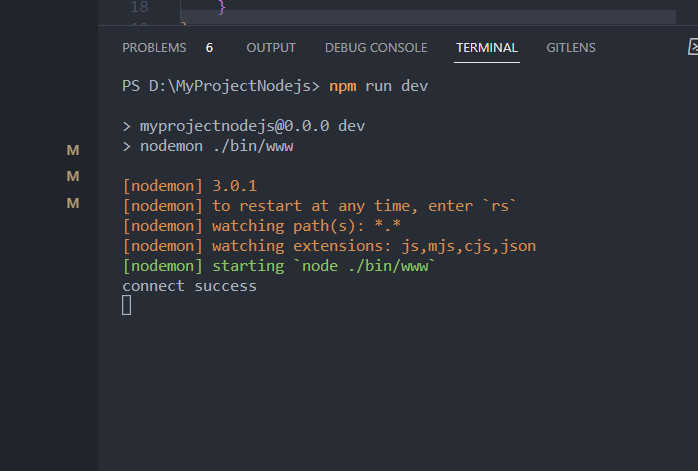 18 }
PROBLEMS 6 OUTPUT DEBUG CONSOLE TERMINAL GITLENS
PS D:\MyProjectNodejs> npm run dev
> myprojectnodejs@0.0.0 dev
> nodemon ./bin/www
M
M
M
[nodemon] 3.0.1
[nodemon] to restart at any time, enter `rs`
[nodemon] watching path(s): *.*
[nodemon] watching extensions: js,mjs,cjs,json
[nodemon] starting `node ./bin/www`
connect success